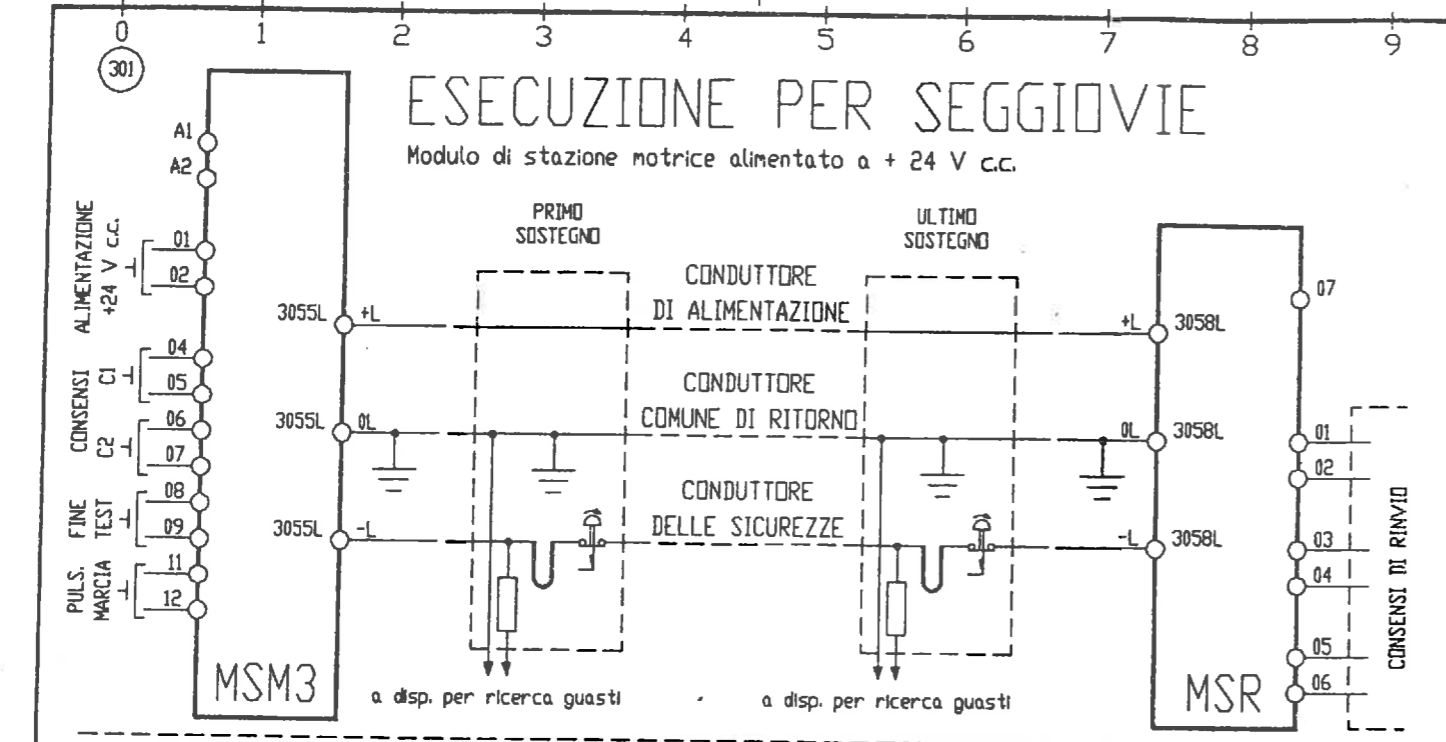 0 1 2 3 4 5 6 7 8 9
301
ESECUZIONE PER SEGGIOVIE
Modulo di stazione motrice alimentato a + 24 V c.c.
A1
A2
ALIMENTAZIONE
+24 V c.c.
01
02
CONSENSI
C1
04
05
C2
06
07
FINE
TEST
08
09
PULS.
MARCIA
11
12
MSM3
3055L +L
3055L 0L
3055L -L
PRIMO
SOSTEGNO
a disp. per ricerca guasti
CONDUTTORE
DI ALIMENTAZIONE
CONDUTTORE
COMUNE DI RITORNO
CONDUTTORE
DELLE SICUREZZE
ULTIMO
SOSTEGNO
a disp. per ricerca guasti
+L 3058L
0L 3058L
-L 3058L
MSR
07
01
02
03
04
05
06
CONSENSI DI RINVIO